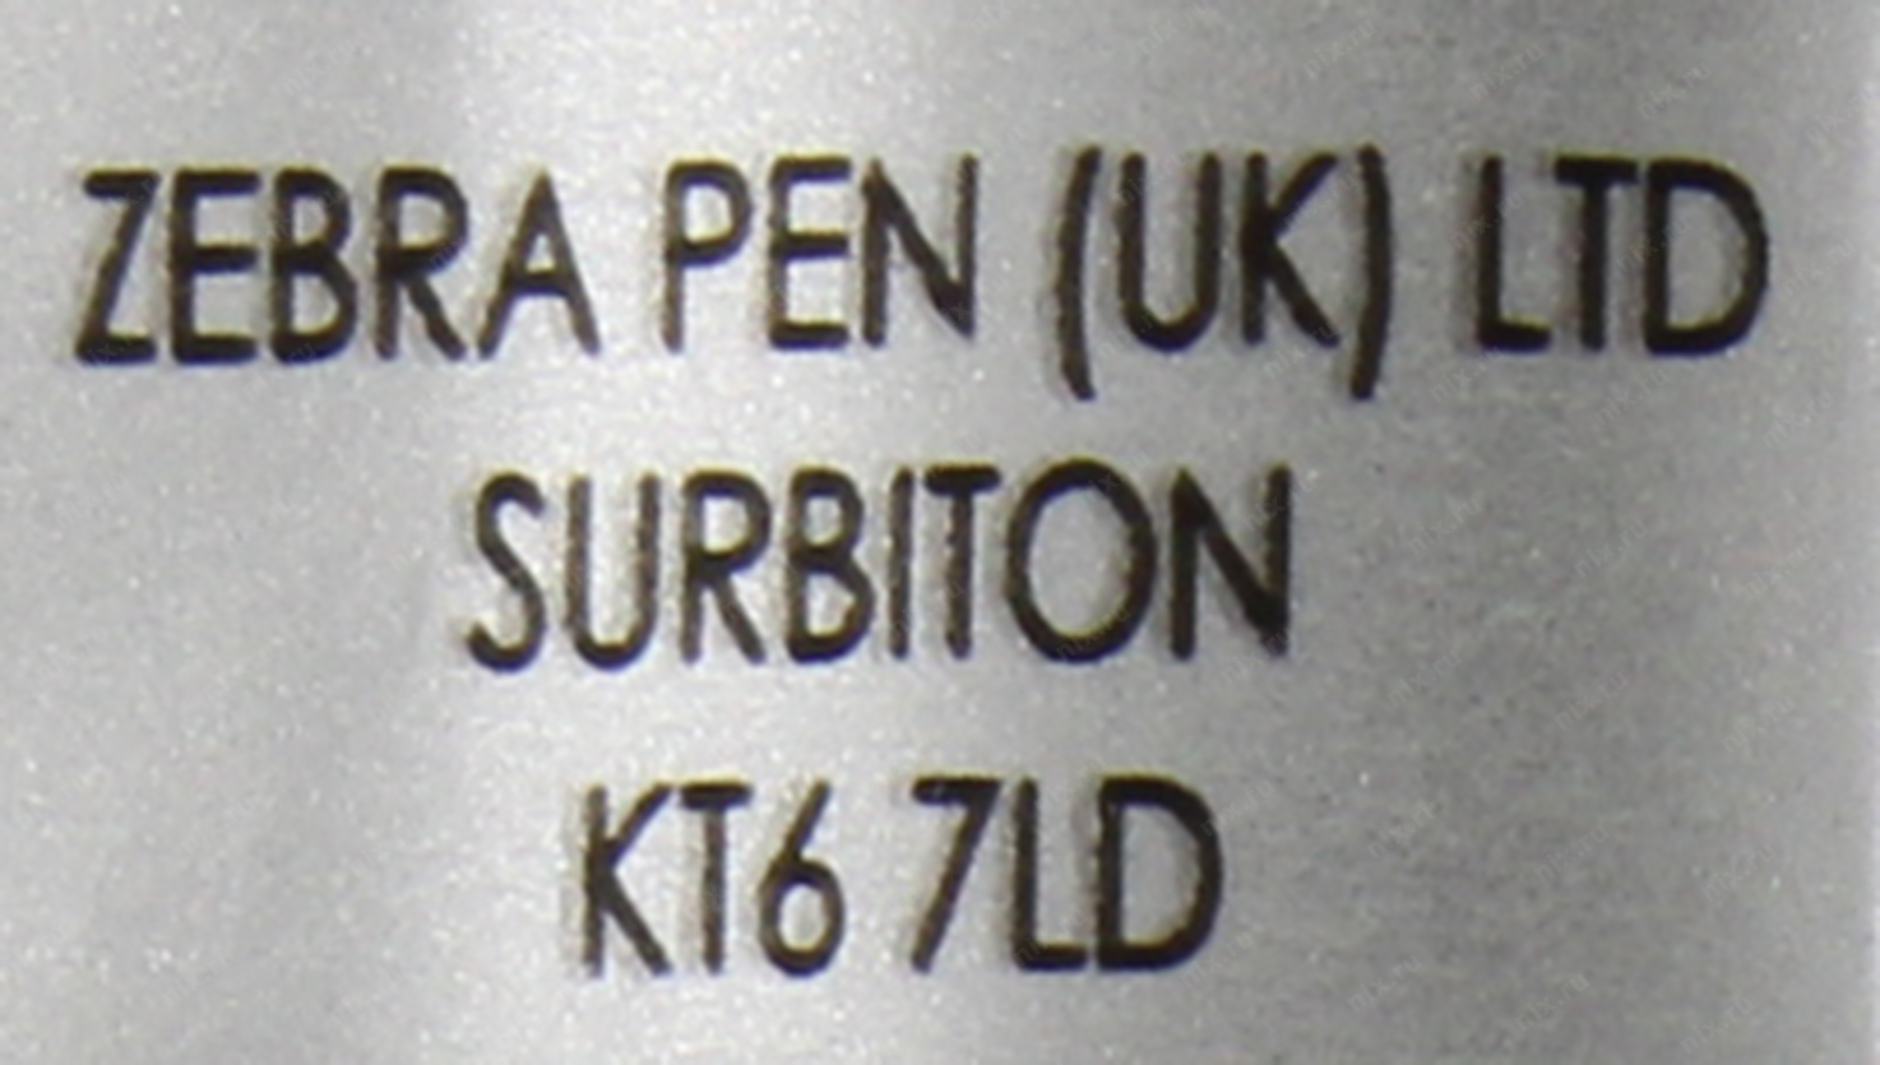 ZEBRA PEN (UK) LTD
SURBITON
KT6 7LD